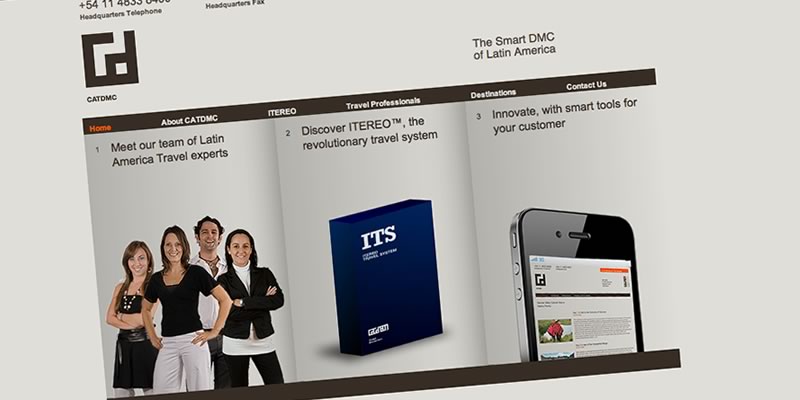 +54 11 4833 6400
Headquarters Telephone
Headquarters Fax
The Smart DMC
of Latin America
CATDMC
Home
About CATDMC
ITEREO
Travel Professionals
Destinations
Contact Us
1 Meet our team of Latin
America Travel experts
2 Discover ITEREO™, the
revolutionary travel system
3 Innovate, with smart tools for
your customer
ITS
ITEREO
TRAVEL SYSTEM